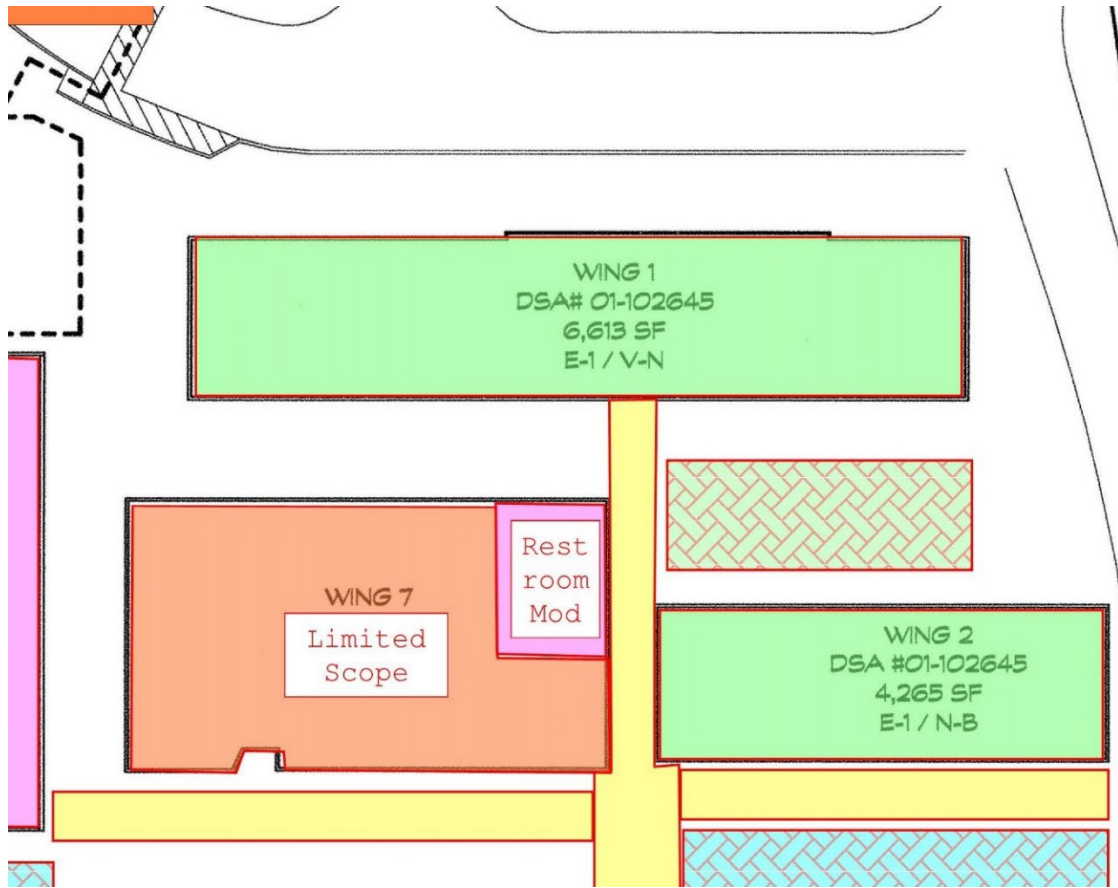 WING 1
DSA# 01-102645
6,613 SF
E-1 / V-N
Rest
room
Mod
WING 7
Limited
Scope
WING 2
DSA #01-102645
4,265 SF
E-1 / N-B